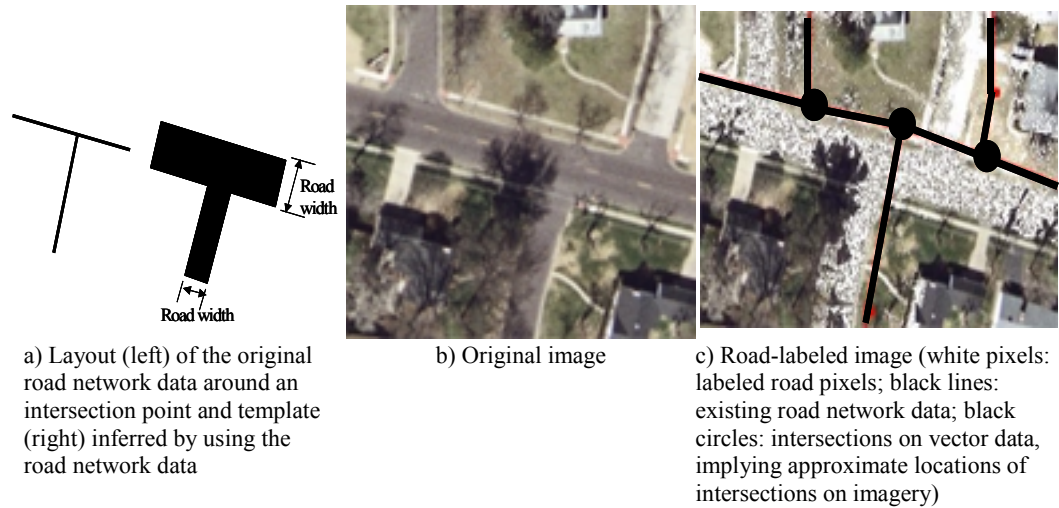 Road
width
Road width
a) Layout (left) of the original
road network data around an
intersection point and template
(right) inferred by using the
road network data
b) Original image
c) Road-labeled image (white pixels:
labeled road pixels; black lines:
existing road network data; black
circles: intersections on vector data,
implying approximate locations of
intersections on imagery)